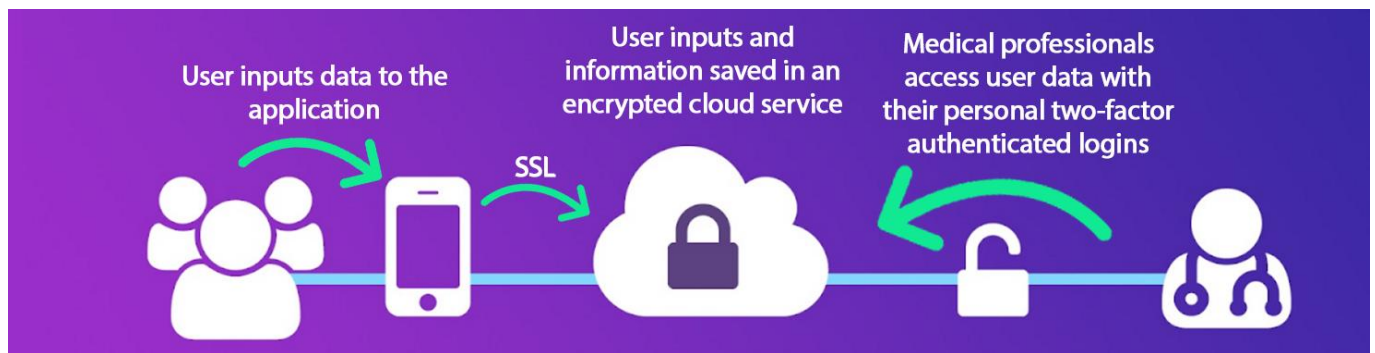 User inputs data to the
application
SSL
User inputs and
information saved in an
encrypted cloud service
Medical professionals
access user data with
their personal two-factor
authenticated logins